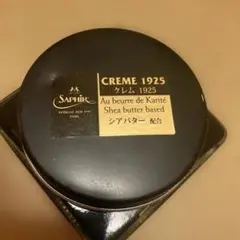 SAPHIR
CREME 1925
クレム 1925
Au beurre de Karité
Shea butter based
シアバター 配合